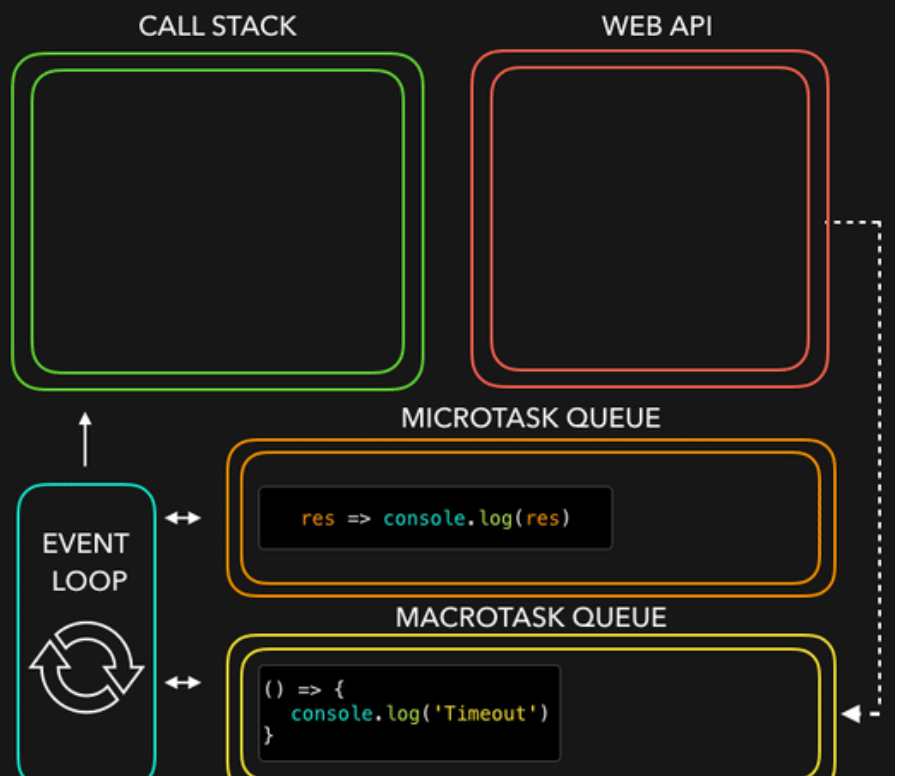 CALL STACK
WEB API
MICROTASK QUEUE
res => console.log(res)
EVENT
LOOP
MACROTASK QUEUE
() => {
console.log('Timeout')
}